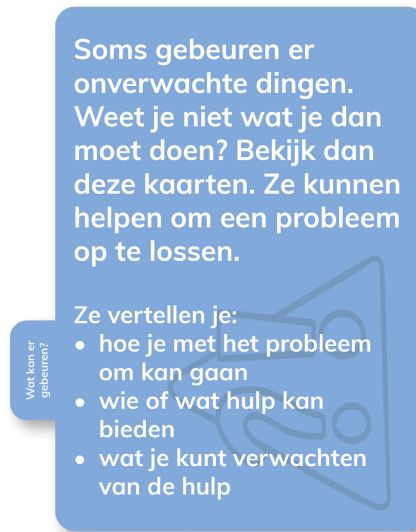 Soms gebeuren er
onverwachte dingen.
Weet je niet wat je dan
moet doen? Bekijk dan
deze kaarten. Ze kunnen
helpen om een probleem
op te lossen.
Ze vertellen je:
• hoe je met het probleem
om kan gaan
• wie of wat hulp kan
bieden
• wat je kunt verwachten
van de hulp
Wat kan er
gebeuren?